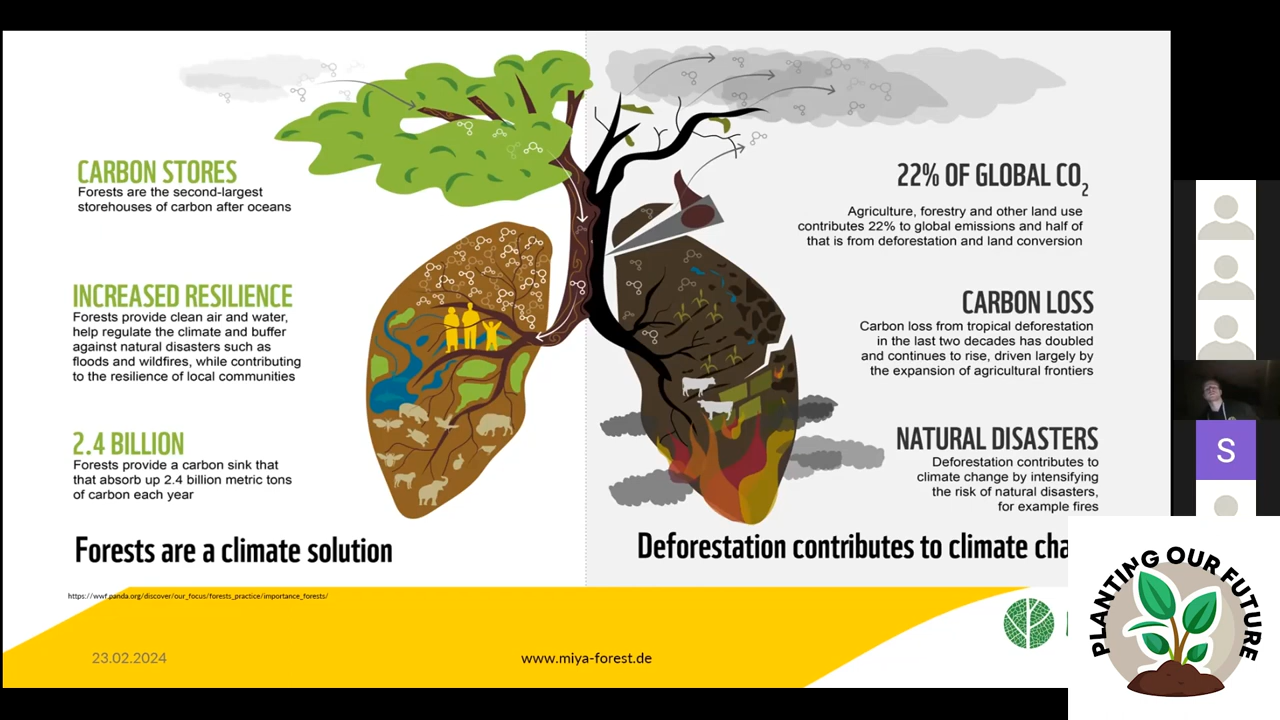 CARBON STORES
Forests are the second-largest
storehouses of carbon after oceans
INCREASED RESILIENCE
Forests provide clean air and water,
help regulate the climate and buffer
against natural disasters such as
floods and wildfires, while contributing
to the resilience of local communities
2.4 BILLION
Forests provide a carbon sink that
that absorb up 2.4 billion metric tons
of carbon each year
Forests are a climate solution
22% OF GLOBAL CO2
Agriculture, forestry and other land use
contributes 22% to global emissions and half of
that is from deforestation and land conversion
CARBON LOSS
Carbon loss from tropical deforestation
in the last two decades has doubled
and continues to rise, driven largely by
the expansion of agricultural frontiers
NATURAL DISASTERS
Deforestation contributes to
climate change by intensifying
the risk of natural disasters,
for example fires
Deforestation contributes to climate cha
https://wwf.panda.org/discover/our_focus/forests_practice/importance_forests/
23.02.2024
www.miya-forest.de
S
PLANTING OUR FUTURE